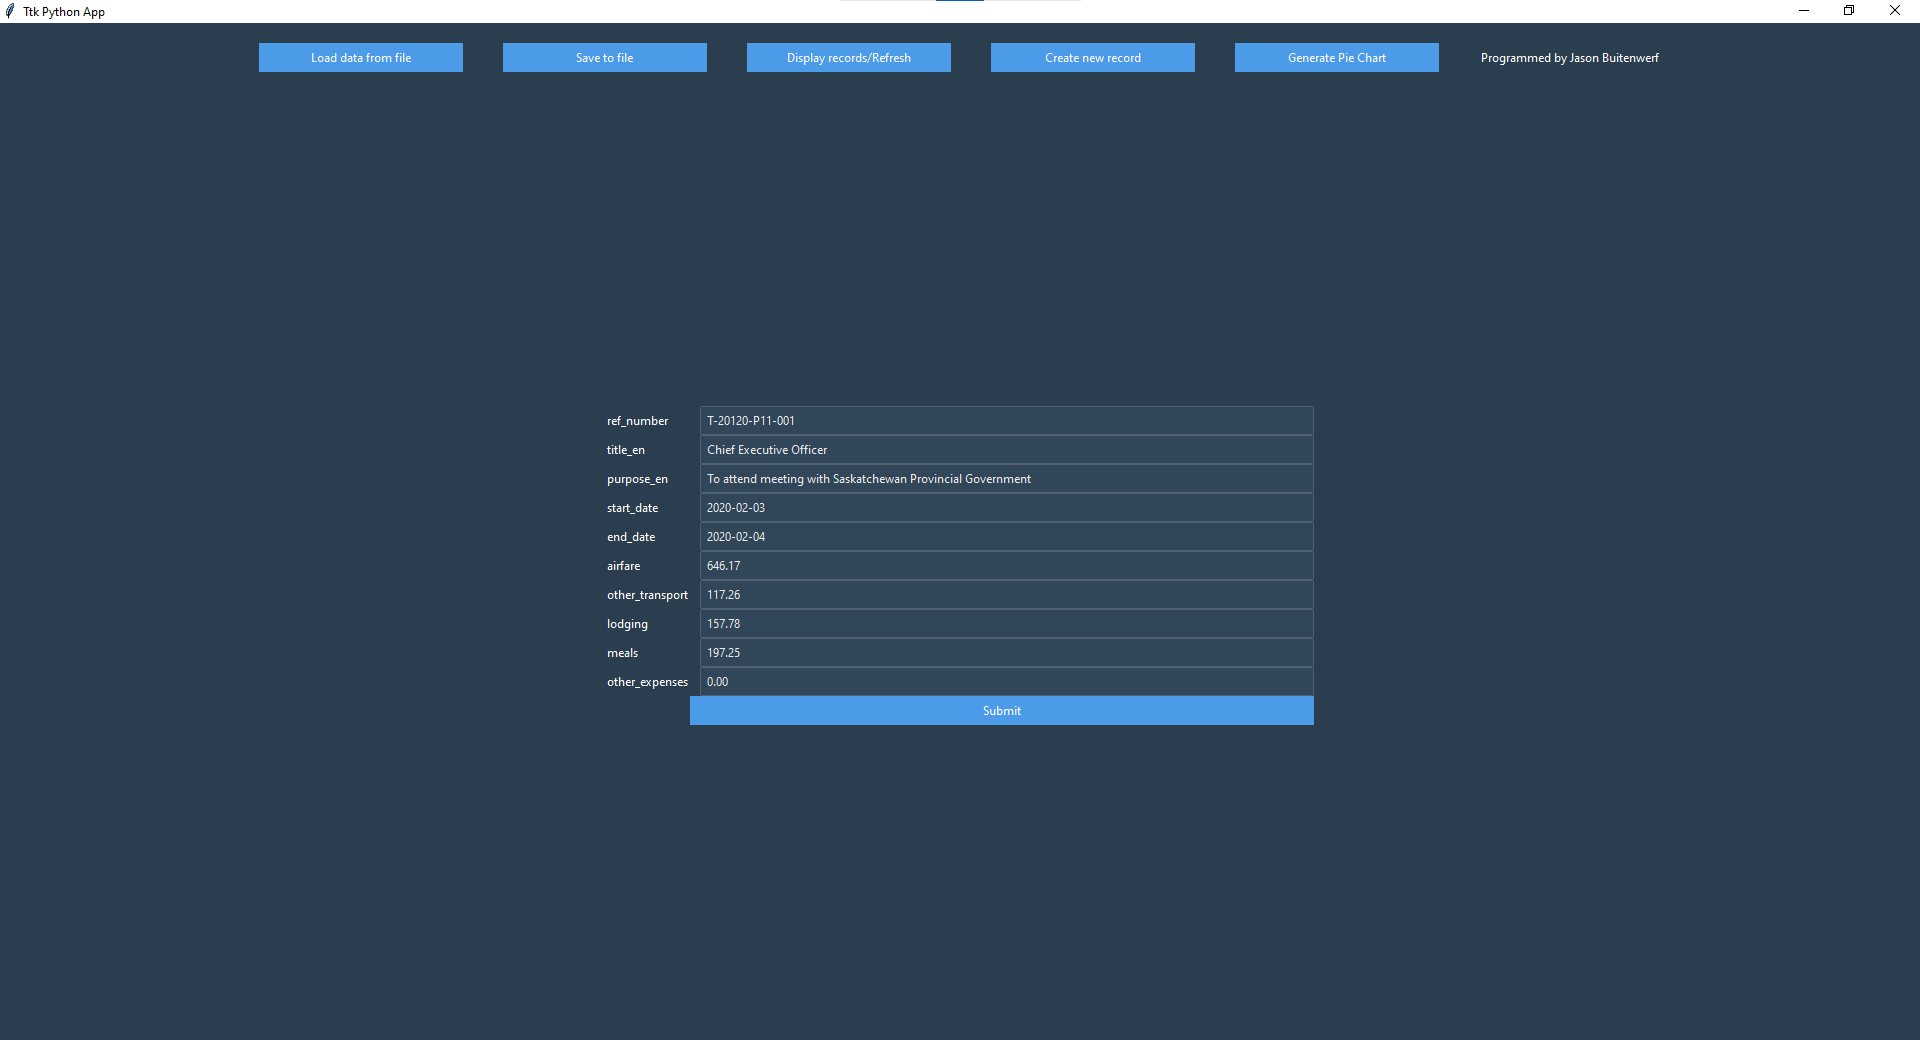 Ttk Python App
Load data from file Save to file Display records/Refresh Create new record Generate Pie Chart Programmed by Jason Buitenwerf
ref_number T-20120-P11-001
title_en Chief Executive Officer
purpose_en To attend meeting with Saskatchewan Provincial Government
start_date 2020-02-03
end_date 2020-02-04
airfare 646.17
other_transport 117.26
lodging 157.78
meals 197.25
other_expenses 0.00
Submit